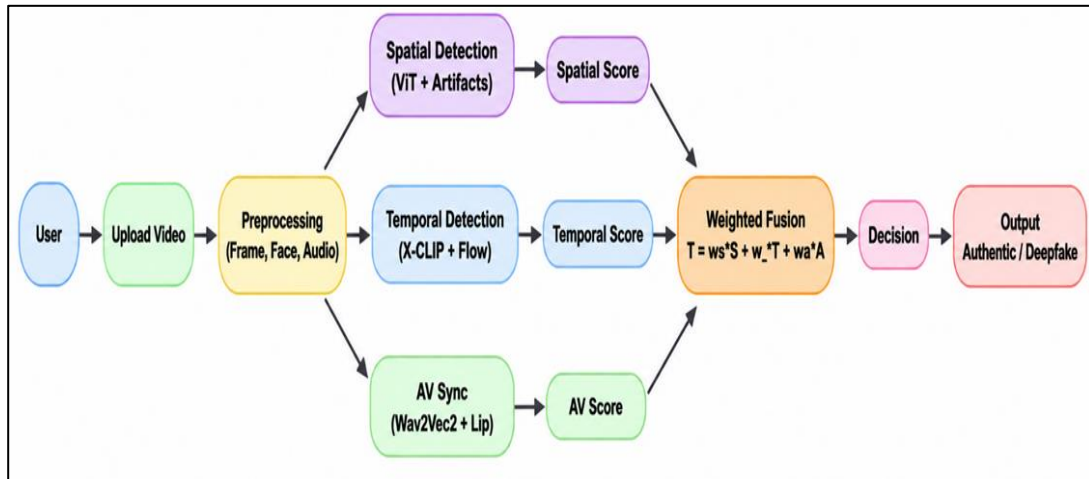 Spatial Detection
(ViT + Artifacts)
Spatial Score
User
Upload Video
Preprocessing
(Frame, Face, Audio)
Temporal Detection
(X-CLIP + Flow)
Temporal Score
Weighted Fusion
T = ws*S + w_*T + wa*A
Decision
Output
Authentic / Deepfake
AV Sync
(Wav2Vec2 + Lip)
AV Score